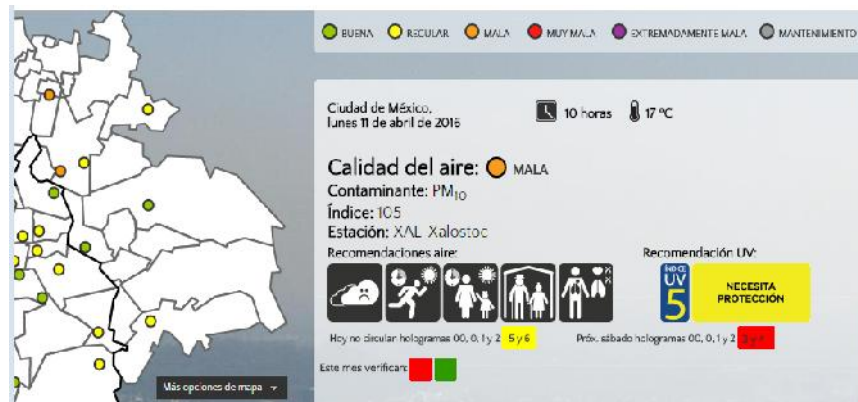 BUENA REGULAR MALA MUY MALA EXTREMADAMENTE MALA MANTENIMIENTO
Ciudad de México,
lunes 11 de abril de 2016
10 horas 17 °C
Calidad del aire: MALA
Contaminante: PM10
Índice: 105
Estación: XAL Xalostoc
Recomendaciones aire:
Recomendación UV:
ÍNDICE
UV
5
NECESITA
PROTECCIÓN
Hoy no circulan hologramas 00, 0, 1 y 2 5 y 6
Próx. sábado hologramas 00, 0, 1 y 2
Este mes verifican:
Más opciones de mapa